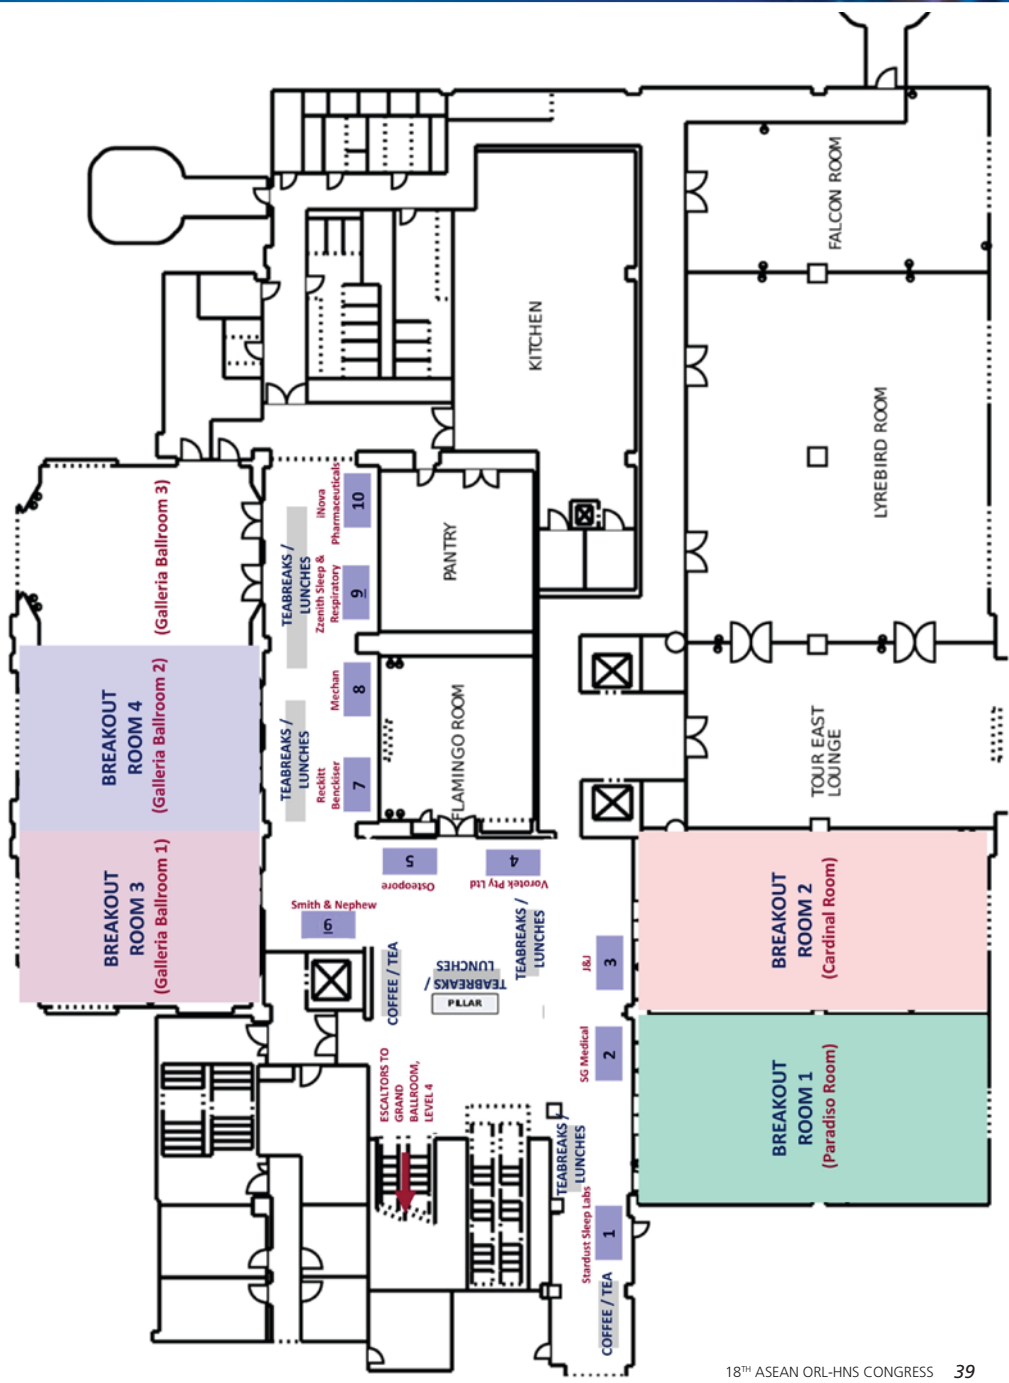 FALCON ROOM
KITCHEN
LYREBIRD ROOM
(Galleria Ballroom 3)
TEABREAKS /
LUNCHES
iNova
Pharmaceuticals
10
Zzenith Sleep &
Respiratory
9
PANTRY
BREAKOUT
ROOM 4
(Galleria Ballroom 2)
TEABREAKS /
LUNCHES
Mechan
8
Reckitt
Benckiser
7
FLAMINGO ROOM
TOUR EAST
LOUNGE
BREAKOUT
ROOM 3
(Galleria Ballroom 1)
5
Osteopore
4
Vorotek Pty Ltd
Smith & Nephew
6
COFFEE / TEA
TEABREAKS /
LUNCHES
PILLAR
TEABREAKS /
LUNCHES
J&J
3
BREAKOUT
ROOM 2
(Cardinal Room)
ESCALTORS TO
GRAND
BALLROOM,
LEVEL 4
SG Medical
2
BREAKOUT
ROOM 1
(Paradiso Room)
TEABREAKS /
LUNCHES
Stardust Sleep Labs
1
COFFEE / TEA
18TH ASEAN ORL-HNS CONGRESS 39